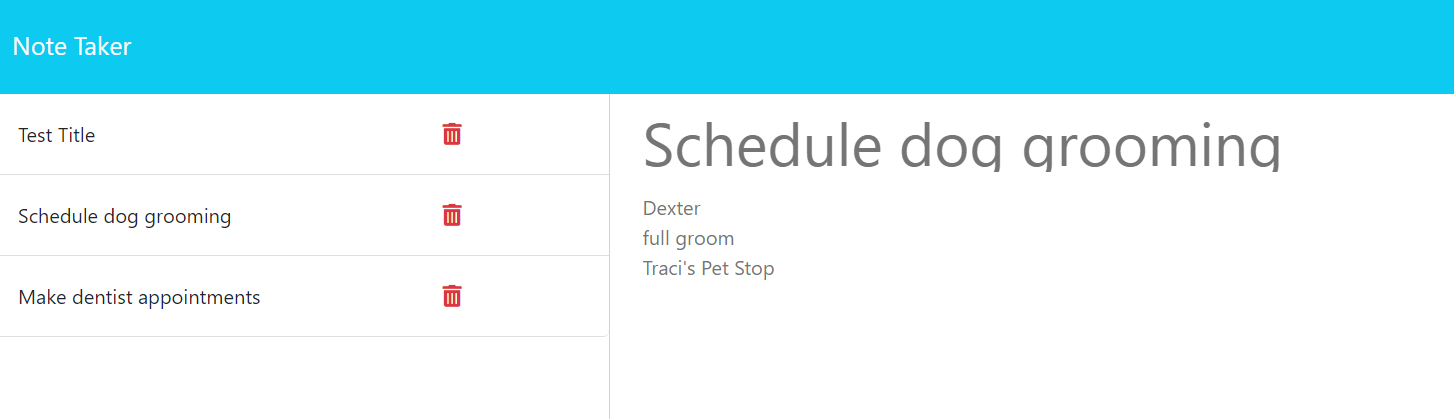 Note Taker
Test Title
Schedule dog grooming
Make dentist appointments
Schedule dog grooming
Dexter
full groom
Traci's Pet Stop